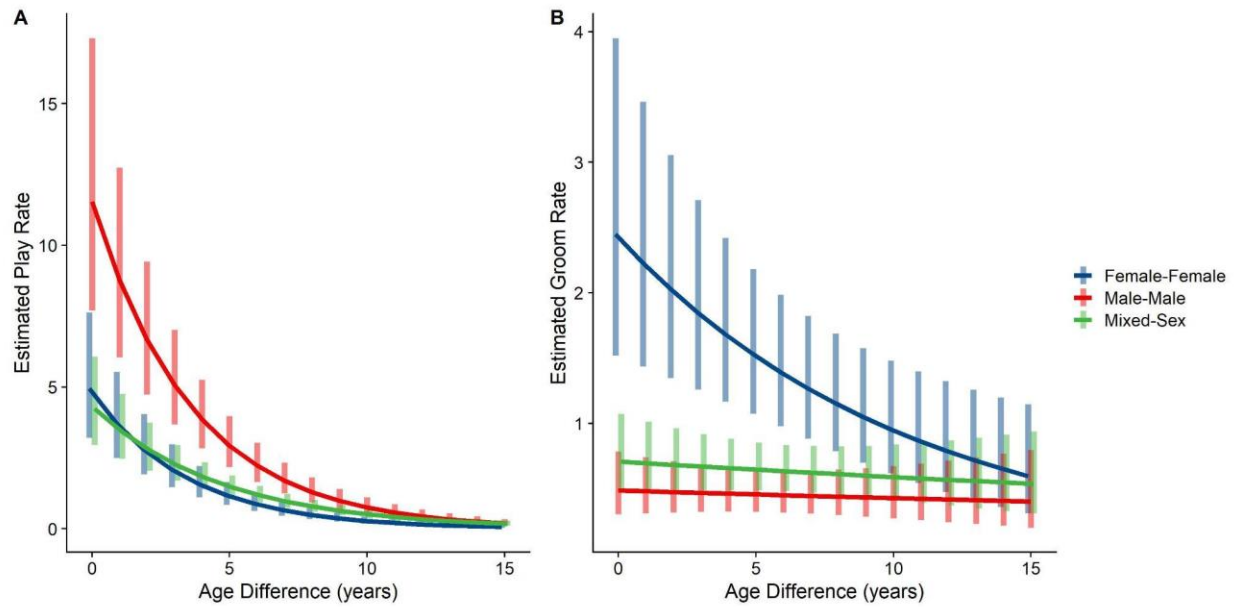 A
Estimated Play Rate
15
10
5
0
0 5 10 15
Age Difference (years)
B
Estimated Groom Rate
4
3
2
1
0 5 10 15
Age Difference (years)
Female-Female
Male-Male
Mixed-Sex